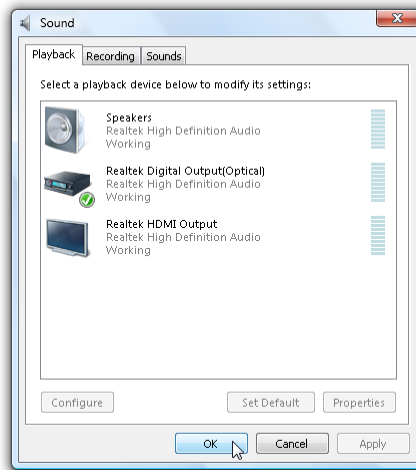 Sound
Playback Recording Sounds
Select a playback device below to modify its settings:
Speakers
Realtek High Definition Audio
Working
Realtek Digital Output(Optical)
Realtek High Definition Audio
Working
Realtek HDMI Output
Realtek High Definition Audio
Working
Configure Set Default Properties
OK Cancel Apply